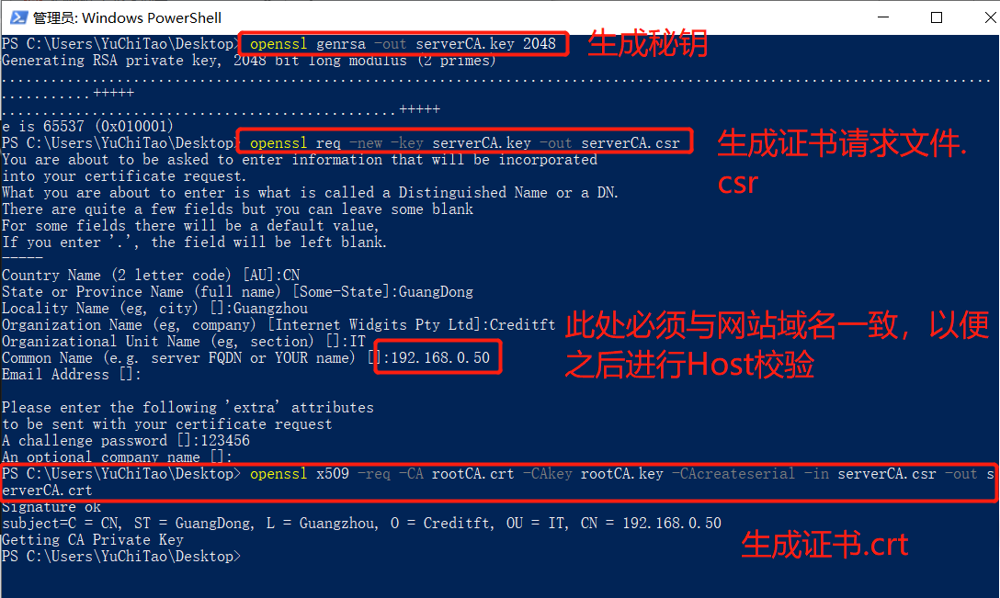 管理员: Windows PowerShell
PS C:\Users\YuChiTao\Desktop> openssl genrsa -out serverCA.key 2048
生成秘钥
Generating RSA private key, 2048 bit long modulus (2 primes)
........................................................................................................................
...........+++++
................................................+++++
e is 65537 (0x010001)
PS C:\Users\YuChiTao\Desktop> openssl req -new -key serverCA.key -out serverCA.csr
生成证书请求文件.
csr
You are about to be asked to enter information that will be incorporated
into your certificate request.
What you are about to enter is what is called a Distinguished Name or a DN.
There are quite a few fields but you can leave some blank
For some fields there will be a default value,
If you enter '.', the field will be left blank.
-----
Country Name (2 letter code) [AU]:CN
State or Province Name (full name) [Some-State]:GuangDong
Locality Name (eg, city) []:Guangzhou
Organization Name (eg, company) [Internet Widgits Pty Ltd]:Creditft
Organizational Unit Name (eg, section) []:IT
Common Name (e.g. server FQDN or YOUR name) []:192.168.0.50
此处必须与网站域名一致，以便
之后进行Host校验
Email Address []:
Please enter the following 'extra' attributes
to be sent with your certificate request
A challenge password []:123456
An optional company name []:
PS C:\Users\YuChiTao\Desktop> openssl x509 -req -CA rootCA.crt -CAkey rootCA.key -CAcreateserial -in serverCA.csr -out s
erverCA.crt
Signature ok
subject=C = CN, ST = GuangDong, L = Guangzhou, O = Creditft, OU = IT, CN = 192.168.0.50
Getting CA Private Key
生成证书.crt
PS C:\Users\YuChiTao\Desktop>